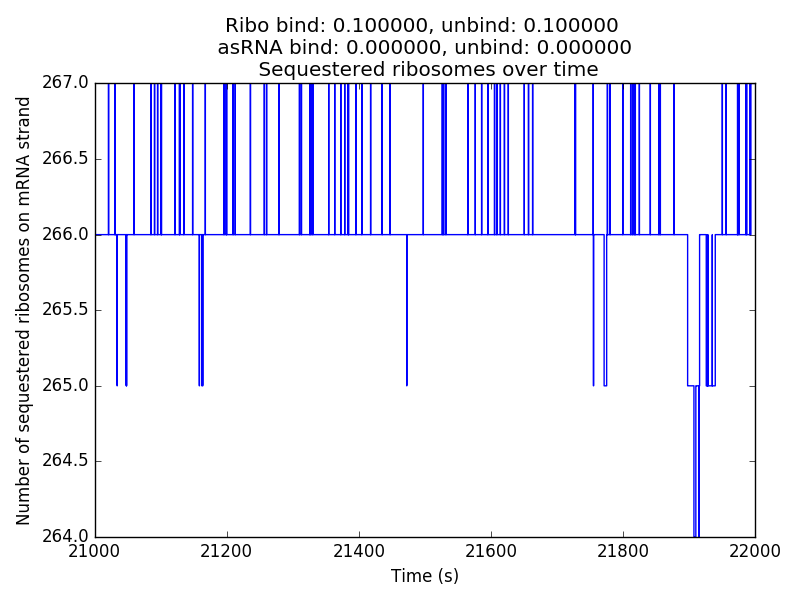 Ribo bind: 0.100000, unbind: 0.100000
asRNA bind: 0.000000, unbind: 0.000000
Sequestered ribosomes over time
Number of sequestered ribosomes on mRNA strand
267.0
266.5
266.0
265.5
265.0
264.5
264.0
21000 21200 21400 21600 21800 22000
Time (s)